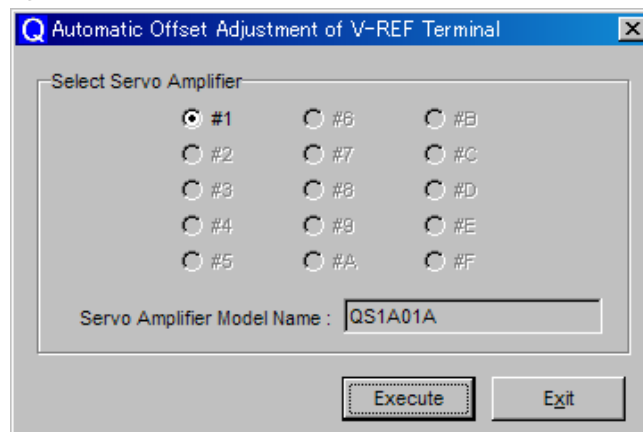 Q Automatic Offset Adjustment of V-REF Terminal
Select Servo Amplifier
#1 #6 #B
#2 #7 #C
#3 #8 #D
#4 #9 #E
#5 #A #F
Servo Amplifier Model Name : QS1A01A
Execute Exit